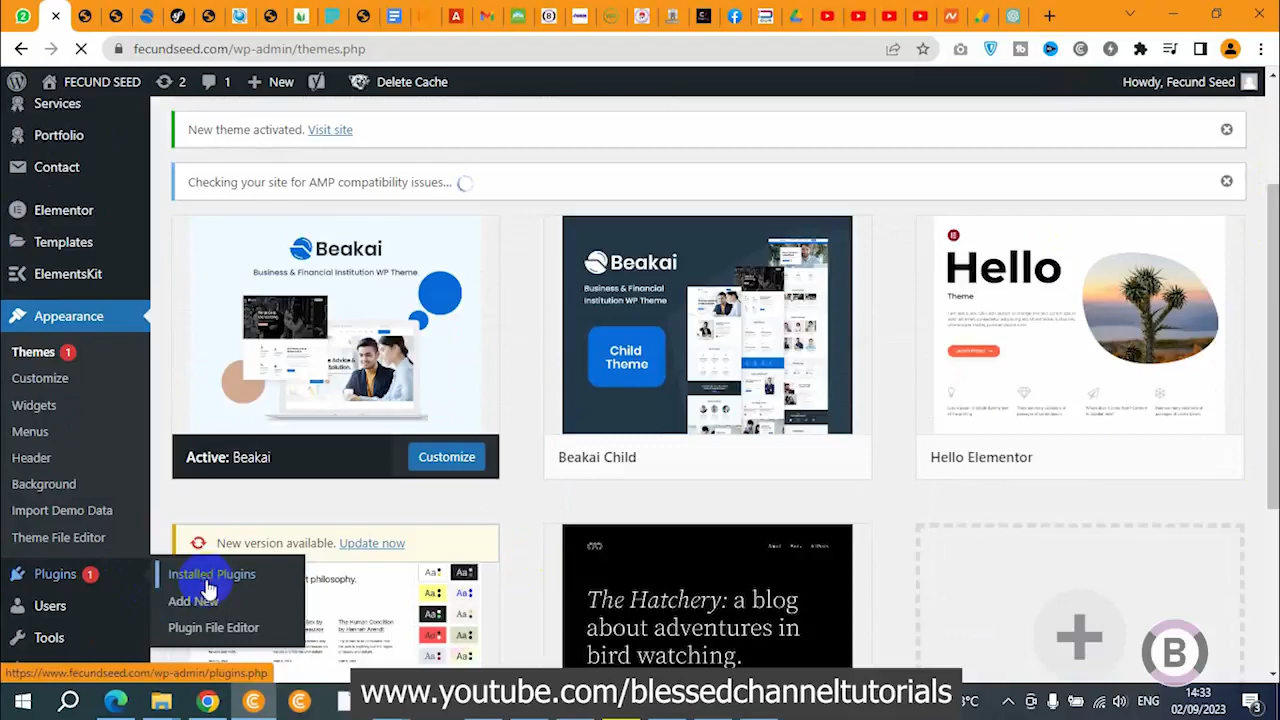 fecundseed.com/wp-admin/themes.php
FECUND SEED
2
1
New
Delete Cache
Howdy, Fecund Seed
Services
Portfolio
Contact
Elementor
Templates
ElementsKit
Appearance
Themes 1
Customize
Widgets
Menus
Header
Background
Import Demo Data
Theme File Editor
Plugins 1
Users
Tools
Installed Plugins
Add New
Plugin File Editor
New theme activated. Visit site
Checking your site for AMP compatibility issues...
Beakai
Business & Financial Institution WP Theme
Active: Beakai
Customize
Beakai
Business & Financial
Institution WP Theme
Child
Theme
Beakai Child
Hello
Theme
Hello Elementor
New version available. Update now
philosophy.
The Hatchery: a blog
about adventures in
bird watching.
B
https://www.fecundseed.com/wp-admin/plugins.php
www.youtube.com/blessedchanneltutorials
14:33
02/09/2023